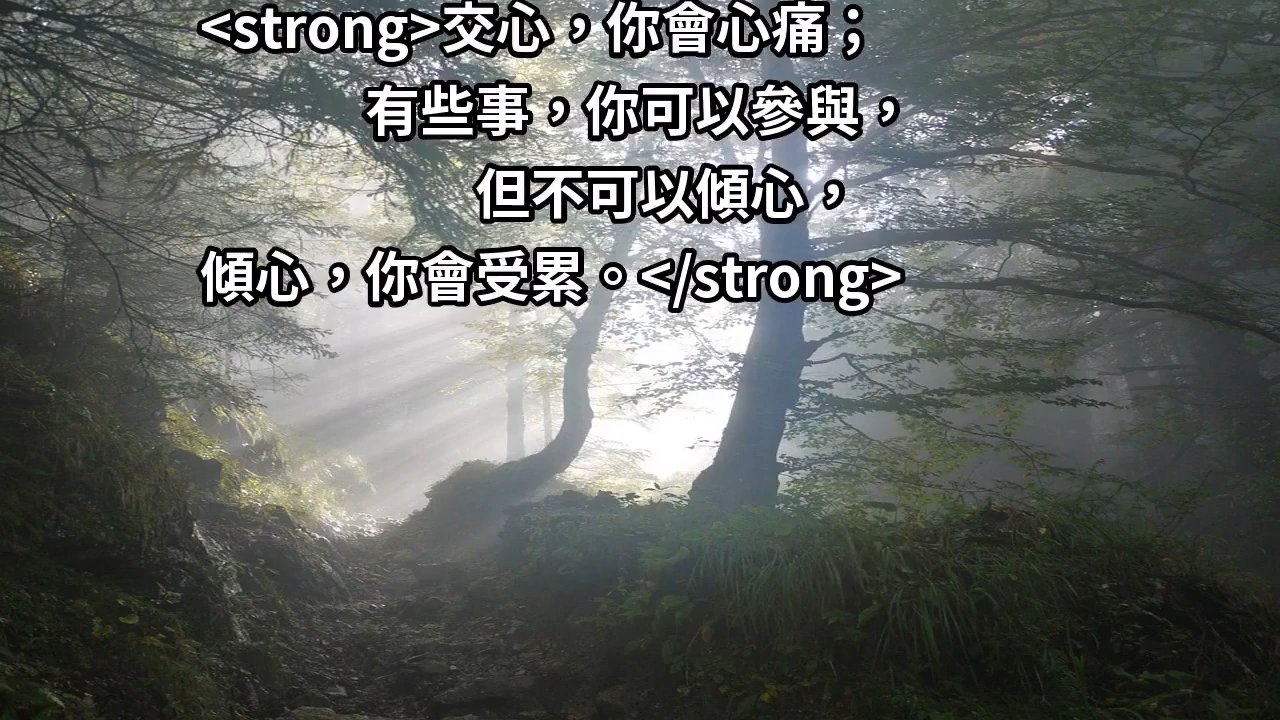 <strong>交心，你會心痛；
有些事，你可以參與，
但不可以傾心，
傾心，你會受累。</strong>